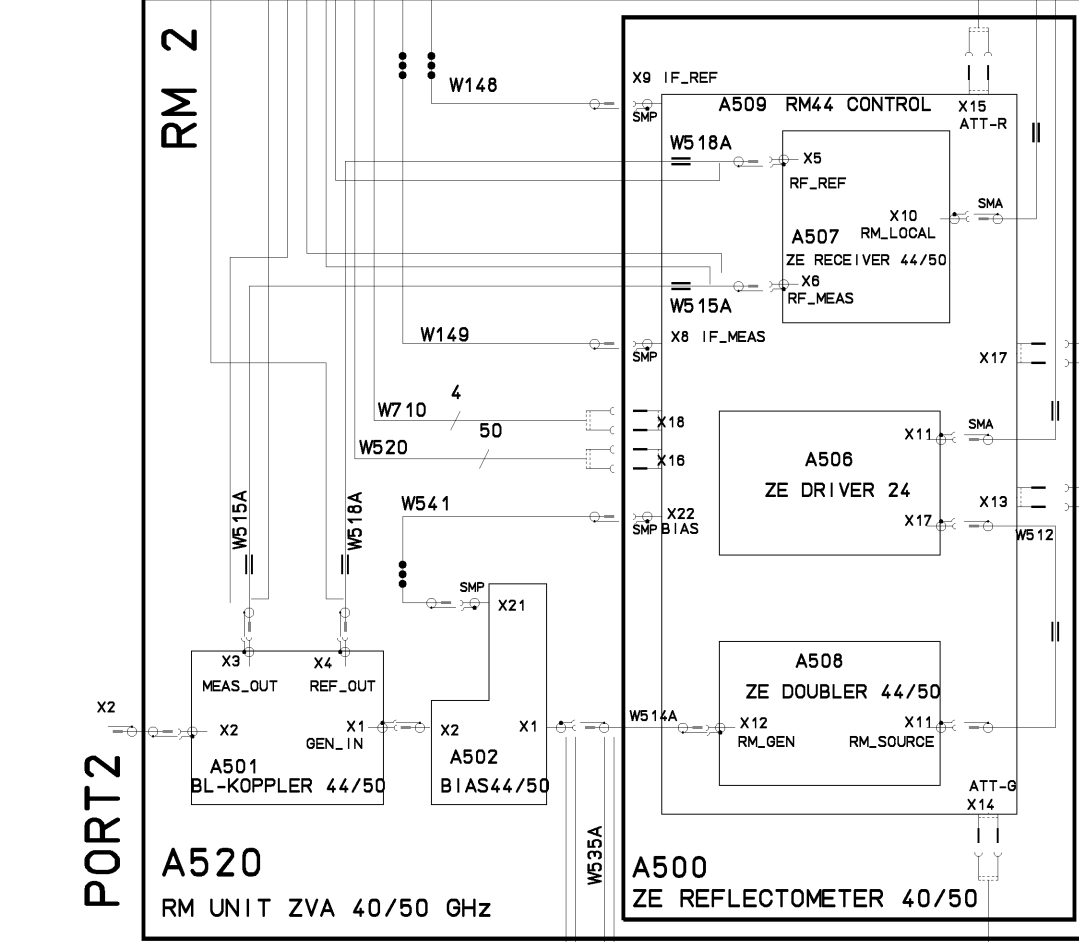 RM 2
W148
X9 IF_REF
SMP
A509 RM44 CONTROL
X15
ATT-R
W518A
X5
RF_REF
SMA
X10
RM_LOCAL
A507
ZE RECEIVER 44/50
X6
RF_MEAS
W515A
W149
X8 IF_MEAS
SMP
X17
4
W710
X18
50
W520
X16
X11
SMA
A506
ZE DRIVER 24
W515A
W518A
W541
X22
SMP BIAS
X13
X17
W512
SMP
X21
X3
MEAS_OUT
X4
REF_OUT
A508
ZE DOUBLER 44/50
X2
X2
X1
GEN_IN
X2
X1
W514A
X12
RM_GEN
X11
RM_SOURCE
A501
BL-KOPPLER 44/50
A502
BIAS44/50
ATT-G
X14
PORT2
W535A
A520
RM UNIT ZVA 40/50 GHz
A500
ZE REFLECTOMETER 40/50